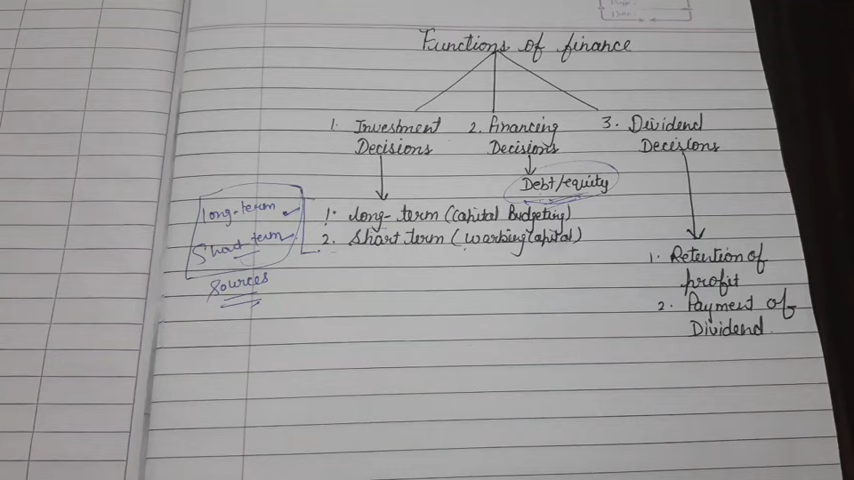 Functions of finance
1. Investment
Decisions
2. Financing
Decisions
3. Dividend
Decisions
Debt/equity
Long-term
Short term
Sources
1. Long-term (Capital Budgeting)
2. Short term (Working Capital)
1. Retention of
profit
2. Payment of
Dividend